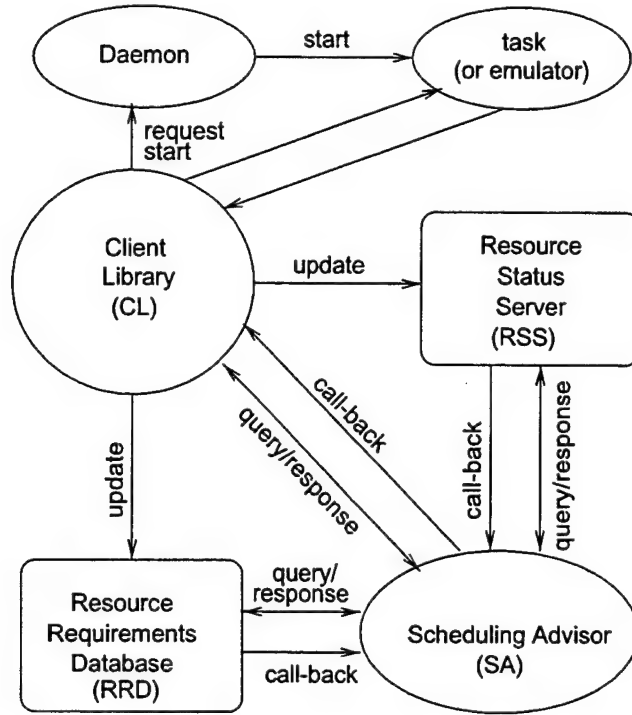 Daemon
start
task
(or emulator)
request
start
Client
Library
(CL)
update
Resource
Status
Server
(RSS)
call-back
query/response
call-back
query/response
update
query/
response
Resource
Requirements
Database
(RRD)
call-back
Scheduling Advisor
(SA)